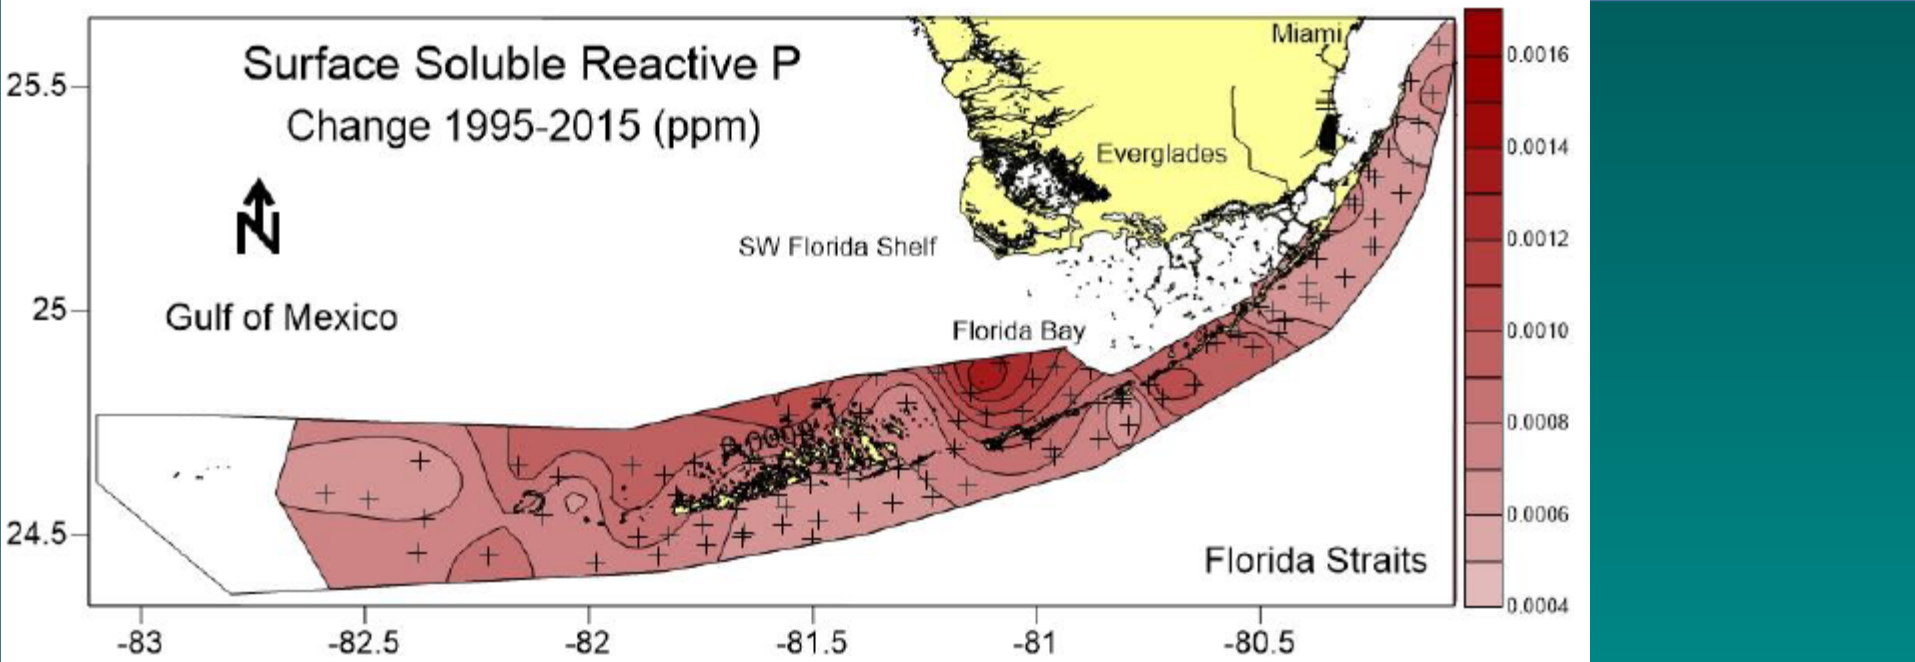 Surface Soluble Reactive P
Change 1995-2015 (ppm)
N
Gulf of Mexico
SW Florida Shelf
Florida Bay
Everglades
Miami
Florida Straits
25.5
25
24.5
-83
-82.5
-82
-81.5
-81
-80.5
0.0016
0.0014
0.0012
0.0010
0.0008
0.0006
0.0004